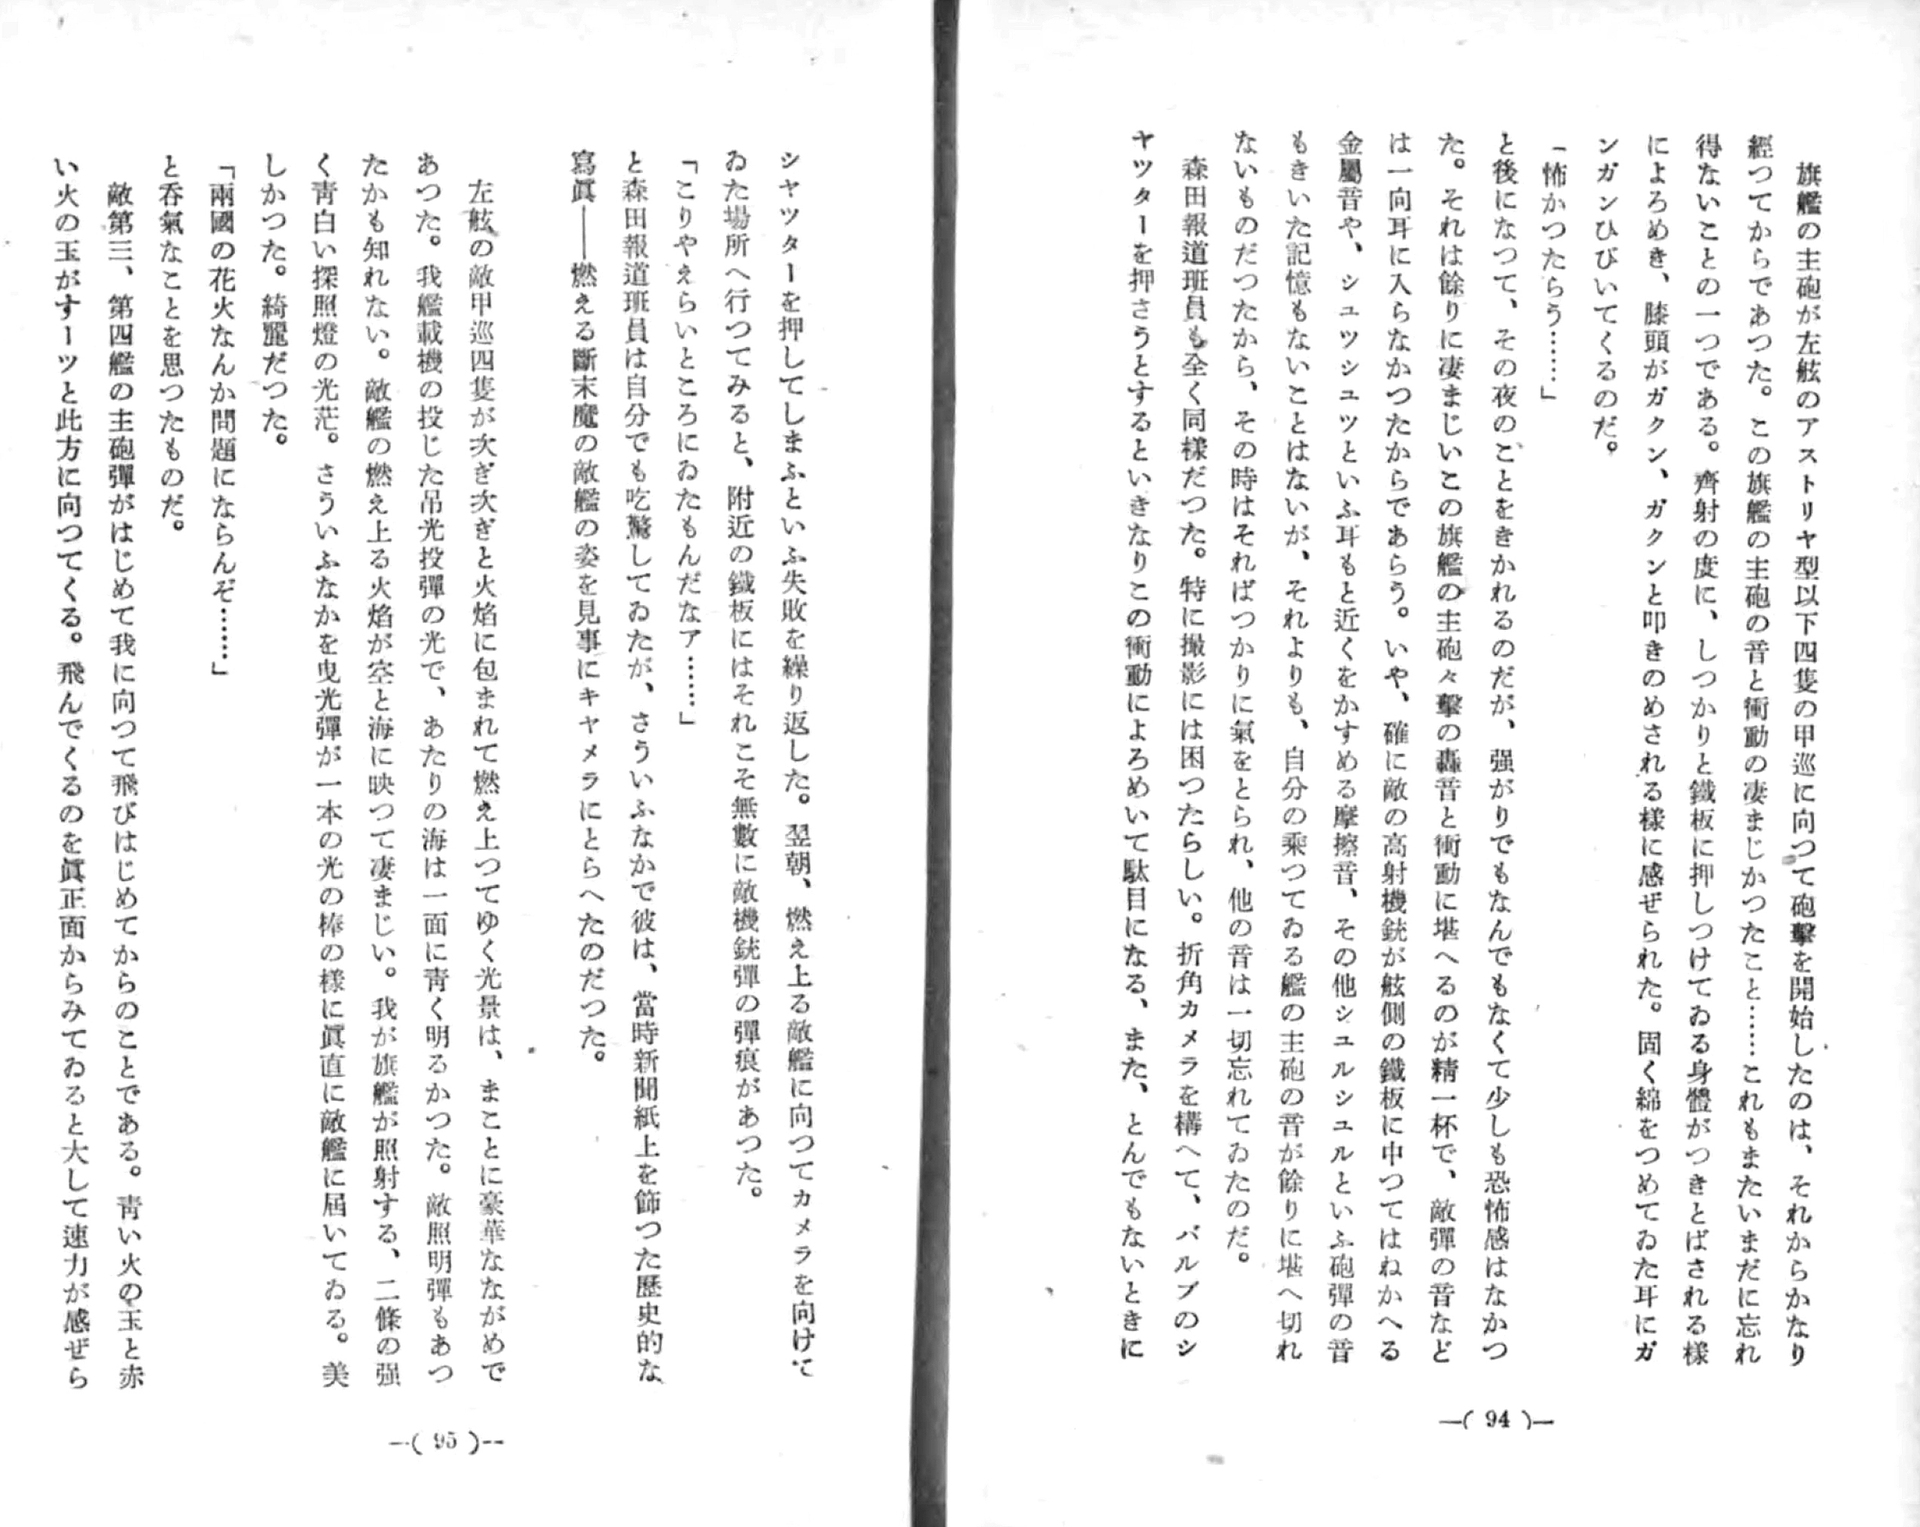 旗艦の主砲が左舷のアストリヤ型以下四隻の甲巡に向つて砲擊を開始したのは、それからかなり
經つてからであつた。この旗艦の主砲の音と衝動の凄まじかつたこと……これもまたいまだに忘れ
得ないことの一つである。齊射の度に、しつかりと鐵板に押しつけてゐる身體がつきとばされる樣
によろめき、膝頭がガクン、ガクンと叩きのめされる樣に感ぜられた。固く綿をつめてゐた耳にガ
ンガンひびいてくるのだ。
「怖かつたらう……」
と後になつて、その夜のことをきかれるのだが、强がりでもなんでもなくて少しも恐怖感はなかつ
た。それは餘りに凄まじいこの旗艦の主砲々擊の轟音と衝動に堪へるのが精一杯で、敵彈の音など
は一向耳に入らなかつたからであらう。いや、確に敵の高射機銃が舷側の鐵板に中つてはねかへる
金屬音や、シユツシユツといふ耳もと近くをかすめる摩擦音、その他シユルシユルといふ砲彈の音
もきいた記憶もないことはないが、それよりも、自分の乘つてゐる艦の主砲の音が餘りに堪へ切れ
ないものだつたから、その時はそればつかりに氣をとられ、他の音は一切忘れてゐたのだ。
森田報道班員も全く同樣だつた。特に撮影には困つたらしい。折角カメラを構へて、バルブのシ
ヤツターを押さうとするといきなりこの衝動によろめいて駄目になる、また、とんでもないときに
—( 94 )—
シヤツターを押してしまふといふ失敗を繰り返した。翌朝、燃え上る敵艦に向つてカメラを向けて
ゐた場所へ行つてみると、附近の鐵板にはそれこそ無數に敵機銃彈の彈痕があつた。
「こりやえらいところにゐたもんだなア……」
と森田報道班員は自分でも吃驚してゐたが、さういふなかで彼は、當時新聞紙上を飾つた歷史的な
寫眞——燃える斷末魔の敵艦の姿を見事にキヤメラにとらへたのだつた。
左舷の敵甲巡四隻が次ぎ次ぎと火焰に包まれて燃え上つてゆく光景は、まことに豪華なながめで
あつた。我艦載機の投じた吊光投彈の光で、あたりの海は一面に靑く明るかつた。敵照明彈もあつ
たかも知れない。敵艦の燃え上る火焰が空と海に映つて凄まじい。我が旗艦が照射する、二條の强
く靑白い探照燈の光茫。さういふなかを曳光彈が一本の光の棒の樣に眞直に敵艦に屆いてゐる。美
しかつた。綺麗だつた。
「兩國の花火なんか問題にならんぞ……」
と呑氣なことを思つたものだ。
敵第三、第四艦の主砲彈がはじめて我に向つて飛びはじめてからのことである。靑い火の玉と赤
い火の玉がすーツと此方に向つてくる。飛んでくるのを眞正面からみてゐると大して速力が感ぜら
—( 95 )--